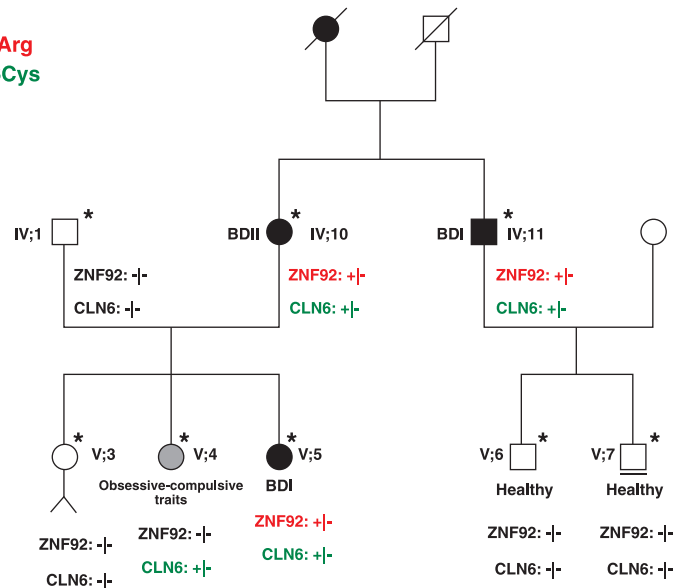 Arg
Cys
IV;1 * BDII * IV;10 BDI * IV;11
ZNF92: -|- ZNF92: +|- ZNF92: +|-
CLN6: -|- CLN6: +|- CLN6: +|-
* V;3 * V;4 * V;5 V;6 * V;7 *
Obsessive-compulsive traits BDI Healthy Healthy
ZNF92: -|- ZNF92: -|- ZNF92: +|- ZNF92: -|- ZNF92: -|-
CLN6: -|- CLN6: +|- CLN6: +|- CLN6: -|- CLN6: -|-